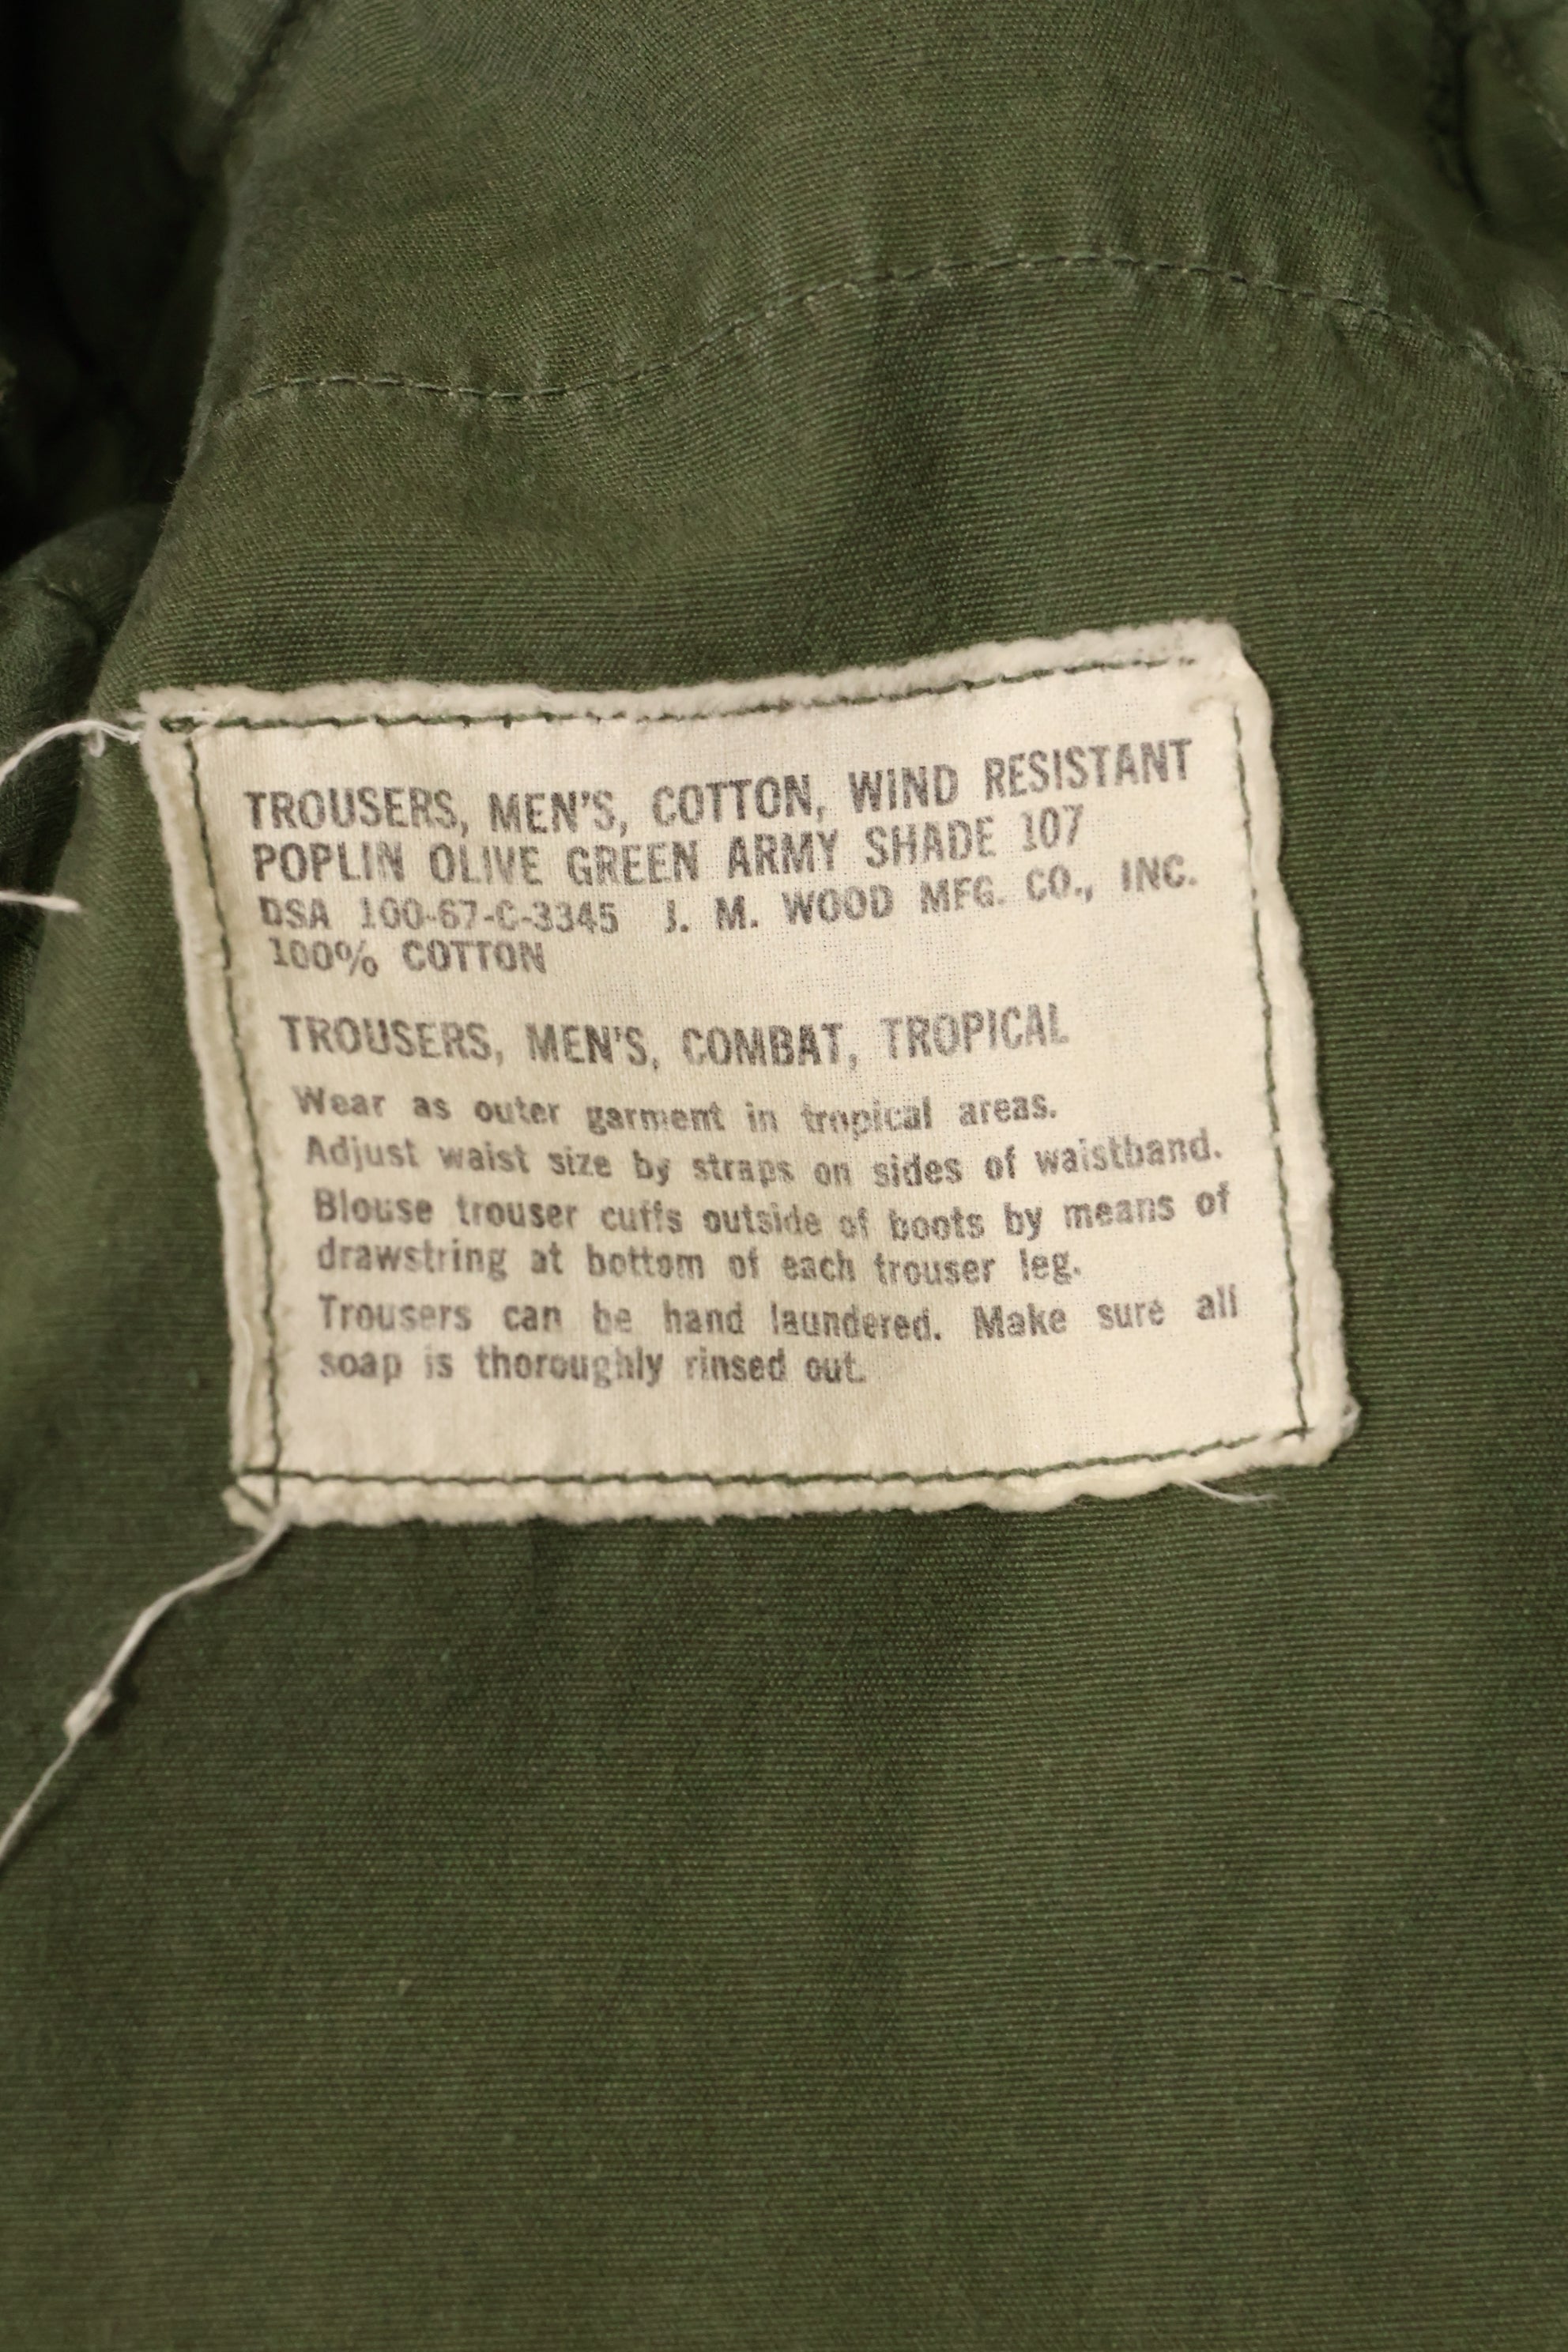 TROUSERS, MEN'S, COTTON, WIND RESISTANT
POPLIN OLIVE GREEN ARMY SHADE 107
DSA 100-67-C-3345 J. M. WOOD MFG. CO., INC.
100% COTTON
TROUSERS, MEN'S, COMBAT, TROPICAL
Wear as outer garment in tropical areas.
Adjust waist size by straps on sides of waistband.
Blouse trouser cuffs outside of boots by means of
drawstring at bottom of each trouser leg.
Trousers can be hand laundered. Make sure all
soap is thoroughly rinsed out.